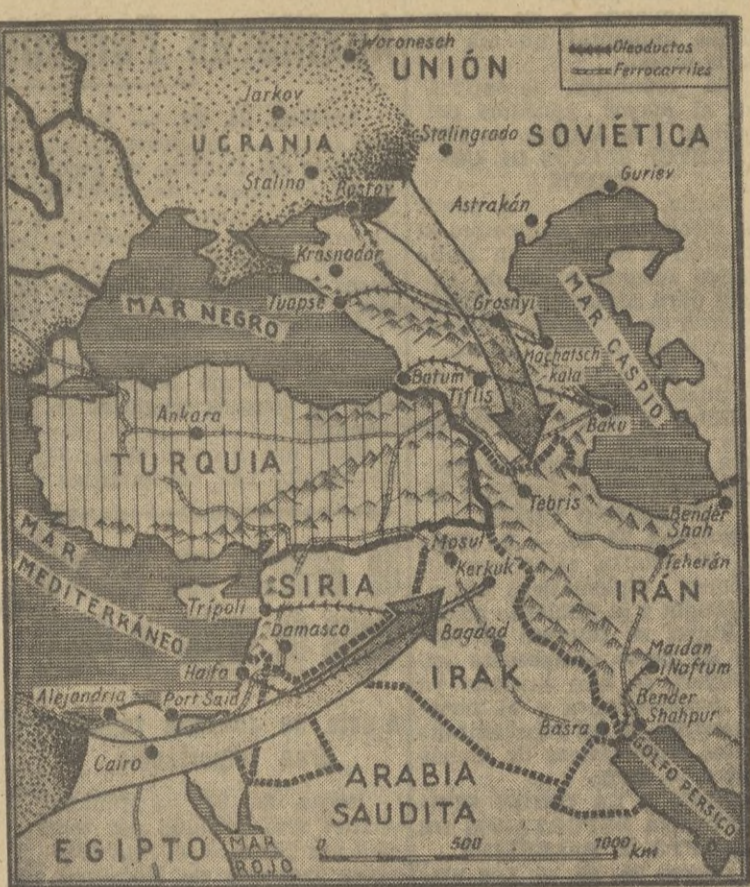 Woronesch
UNIÓN
SOVIÉTICA
Oleoductos
Ferrocarriles
Jarkov
UCRANIA
Stalingrado
Stalino
Rostov
Guriev
Astrakán
Krasnodar
MAR NEGRO
Tuapse
Grosnyi
MAR CASPIO
Machatsch
kala
Batum
Tiflis
Baku
Ankara
TURQUIA
Tebris
Bender
Shah
MAR
MEDITERRÁNEO
Mosul
Kerkuk
Teherán
SIRIA
IRÁN
Trípoli
Damasco
Bagdad
Maidan
i Naftum
Haifa
IRAK
Alejandria
Port Said
Bender
Shahpur
Basra
Cairo
GOLFO PERSICO
ARABIA
SAUDITA
EGIPTO
MAR
ROJO
0 500 1000 km